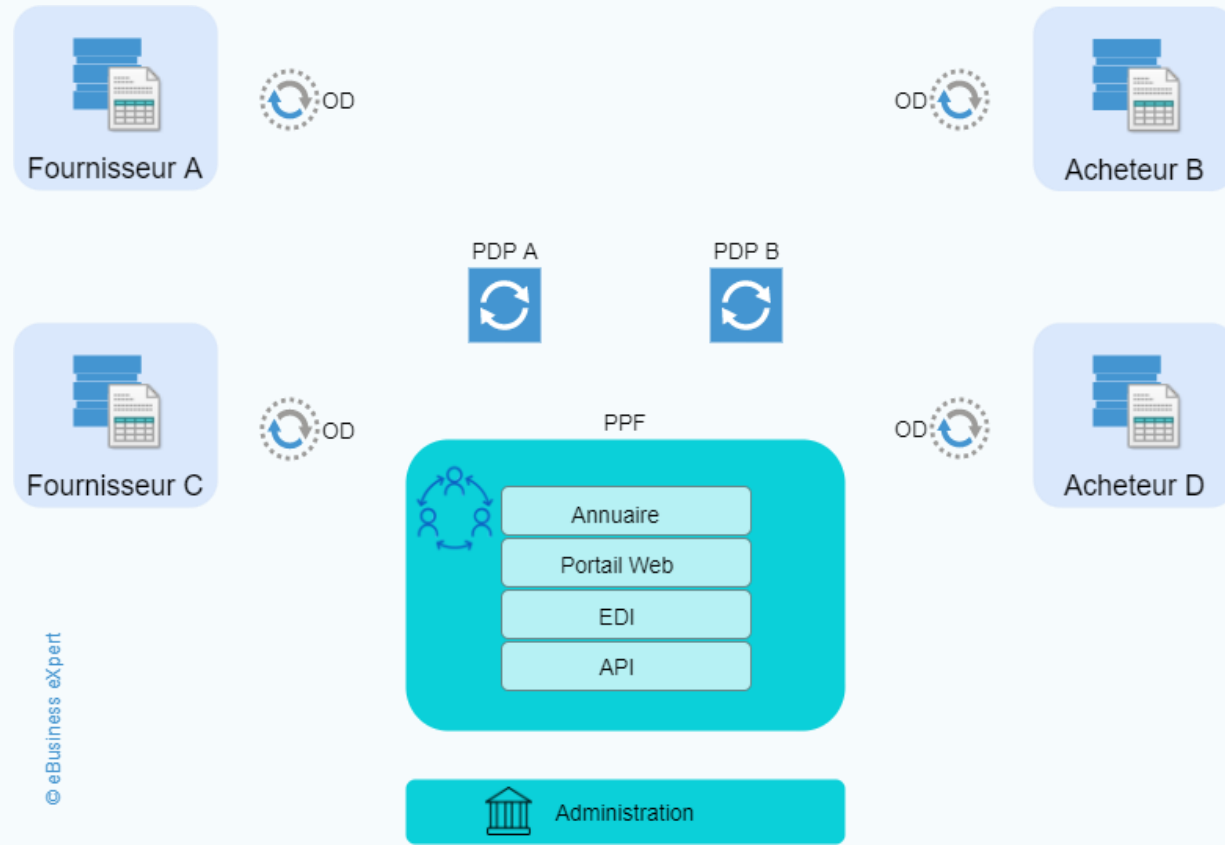 OD
OD
Fournisseur A
Acheteur B
PDP A
PDP B
OD
PPF
OD
Fournisseur C
Acheteur D
Annuaire
Portail Web
EDI
API
© eBusiness eXpert
Administration